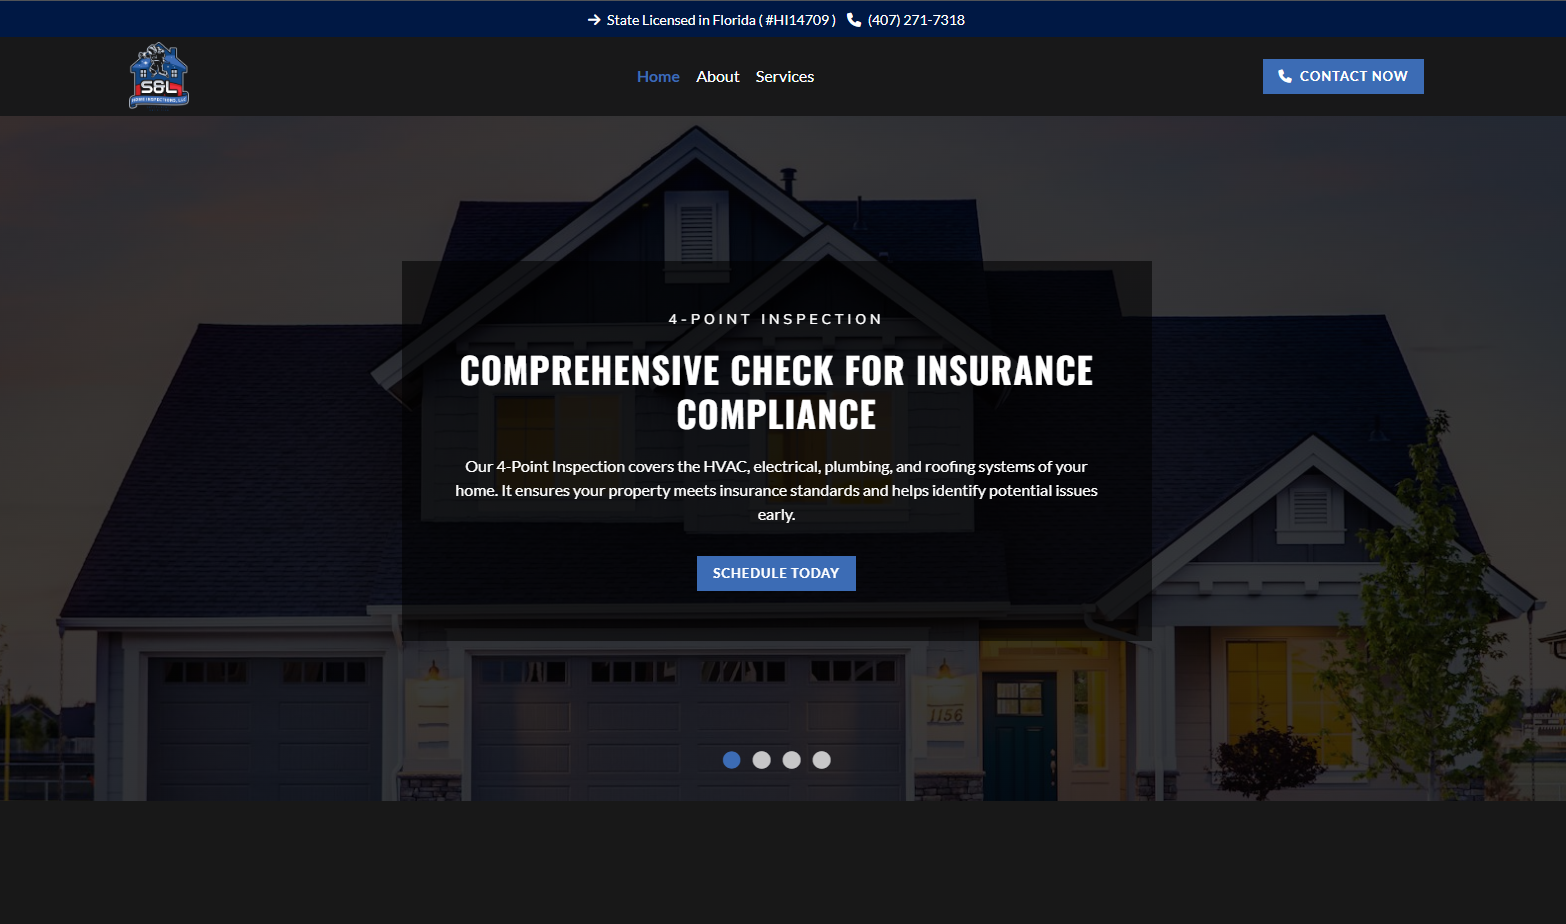 State Licensed in Florida ( #HI14709 ) (407) 271-7318
S&L
HOME INSPECTIONS, LLC
Home About Services
CONTACT NOW
4-POINT INSPECTION
COMPREHENSIVE CHECK FOR INSURANCE
COMPLIANCE
Our 4-Point Inspection covers the HVAC, electrical, plumbing, and roofing systems of your
home. It ensures your property meets insurance standards and helps identify potential issues
early.
SCHEDULE TODAY
1156